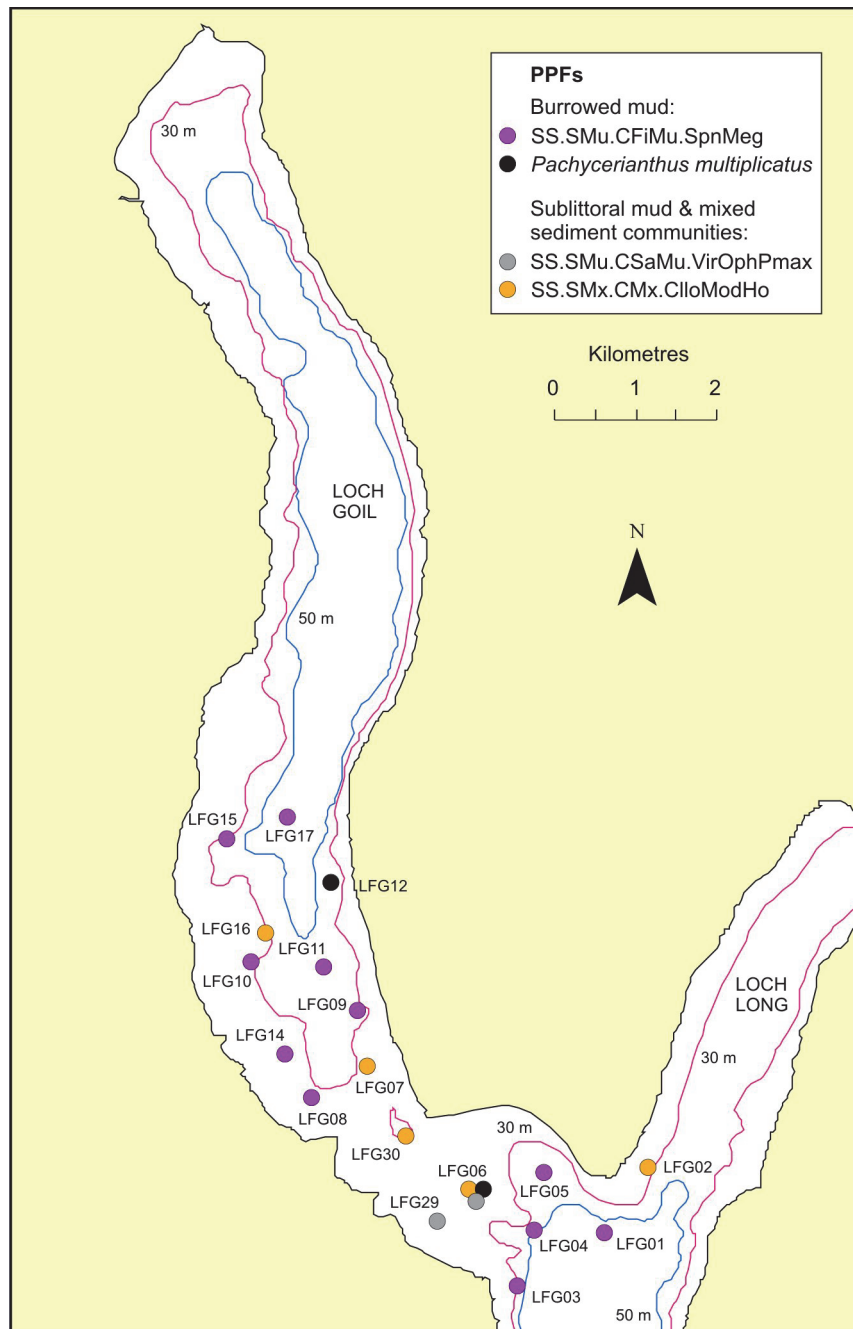 PPFs
Burrowed mud:
SS.SMu.CFiMu.SpnMeg
Pachycerianthus multiplicatus
Sublittoral mud & mixed
sediment communities:
SS.SMu.CSaMu.VirOphPmax
SS.SMx.CMx.ClloModHo
Kilometres
0 1 2
N
30 m
LOCH
GOIL
50 m
LFG15
LFG17
LFG12
LFG16
LFG11
LFG10
LFG09
LFG14
LFG07
LFG08
LFG30
LOCH
LONG
30 m
30 m
LFG06
LFG05
LFG02
LFG29
LFG04
LFG01
LFG03
50 m